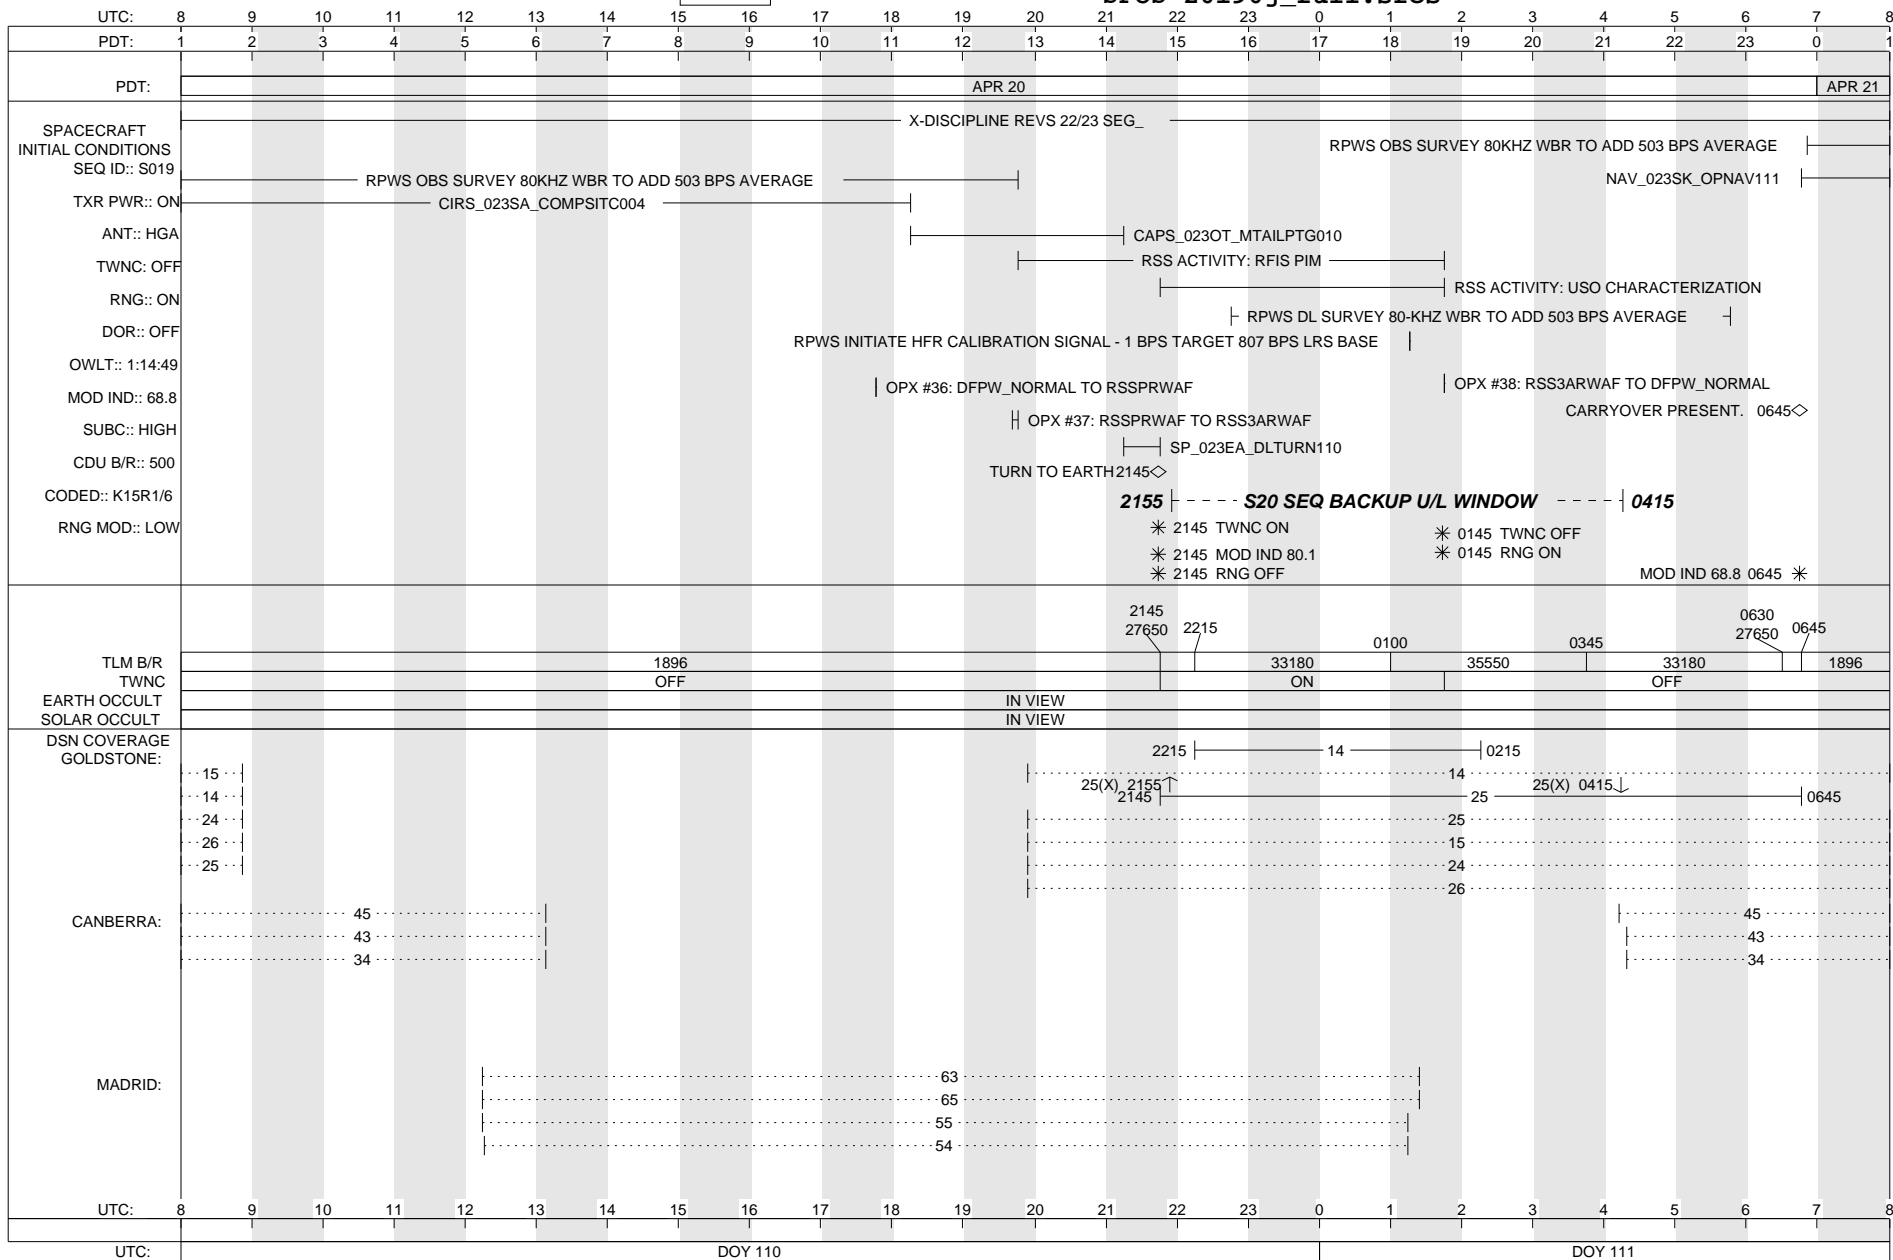 UTC: 8 9 10 11 12 13 14 15 16 17 18 19 20 21 22 23 0 1 2 3 4 5 6 7 8
PDT: 1 2 3 4 5 6 7 8 9 10 11 12 13 14 15 16 17 18 19 20 21 22 23 0 1
PDT: APR 20 APR 21
X-DISCIPLINE REVS 22/23 SEG_
SPACECRAFT
INITIAL CONDITIONS
RPWS OBS SURVEY 80KHZ WBR TO ADD 503 BPS AVERAGE
SEQ ID:: S019
RPWS OBS SURVEY 80KHZ WBR TO ADD 503 BPS AVERAGE
NAV_023SK_OPNAV111
TXR PWR:: ON
CIRS_023SA_COMPSITC004
ANT:: HGA
CAPS_023OT_MTAILPTG010
TWNC: OFF
RSS ACTIVITY: RFIS PIM
RNG:: ON
RSS ACTIVITY: USO CHARACTERIZATION
DOR:: OFF
RPWS DL SURVEY 80-KHZ WBR TO ADD 503 BPS AVERAGE
RPWS INITIATE HFR CALIBRATION SIGNAL - 1 BPS TARGET 807 BPS LRS BASE
OWLT:: 1:14:49
OPX #36: DFPW_NORMAL TO RSSPRWAF
OPX #38: RSS3ARWAF TO DFPW_NORMAL
MOD IND:: 68.8
CARRYOVER PRESENT. 0645
OPX #37: RSSPRWAF TO RSS3ARWAF
SUBC:: HIGH
SP_023EA_DLTURN110
CDU B/R:: 500
TURN TO EARTH 2145
CODED:: K15R1/6
2155 S20 SEQ BACKUP U/L WINDOW 0415
RNG MOD:: LOW
2145 TWNC ON
0145 TWNC OFF
2145 MOD IND 80.1
0145 RNG ON
2145 RNG OFF
MOD IND 68.8 0645
2145 0630
27650 2215 27650 0645
0100 0345
TLM B/R 1896 33180 35550 33180 1896
TWNC OFF ON OFF
EARTH OCCULT IN VIEW
SOLAR OCCULT IN VIEW
DSN COVERAGE
GOLDSTONE: 2215 14 0215
15 14
25(X) 2155 25(X) 0415
14 2145 25 0645
24 25
26 15
25 24
26
CANBERRA: 45 45
43 43
34 34
MADRID: 63
65
55
54
UTC: 8 9 10 11 12 13 14 15 16 17 18 19 20 21 22 23 0 1 2 3 4 5 6 7 8
UTC: DOY 110 DOY 111